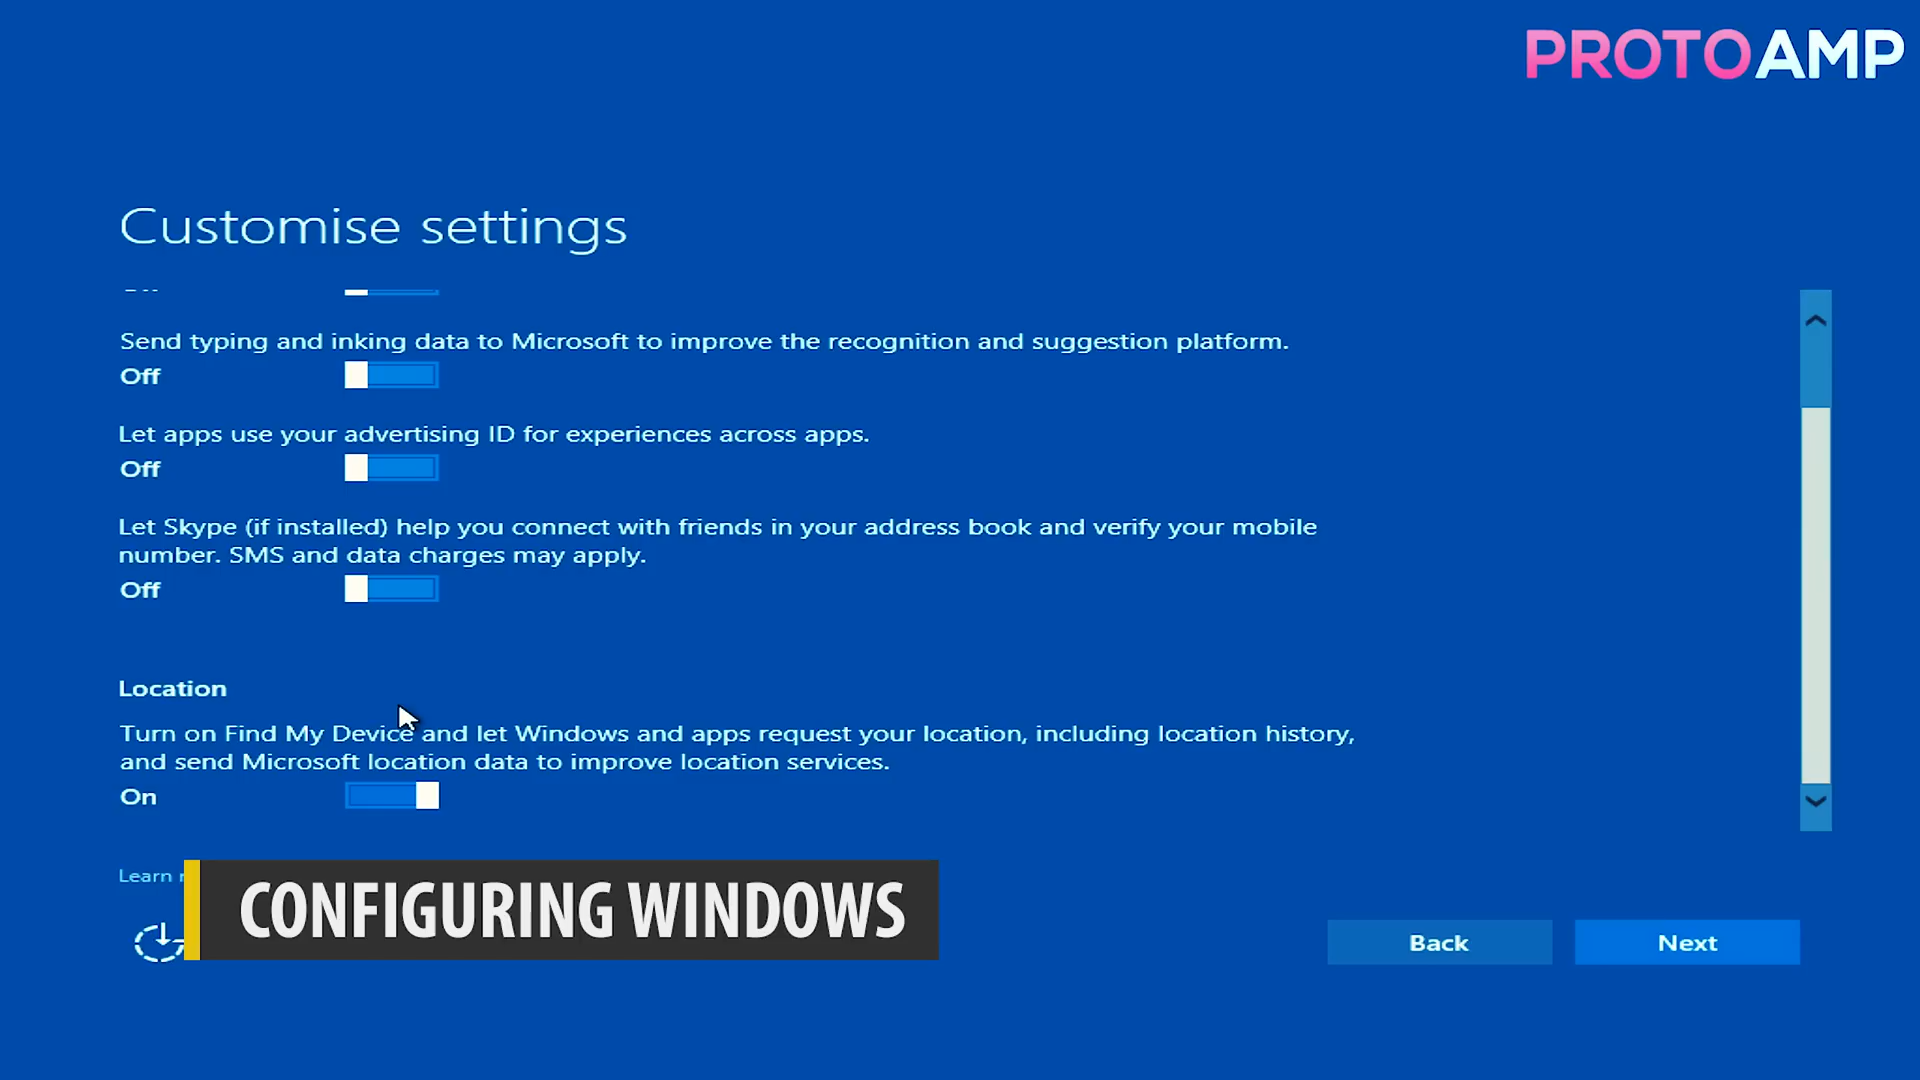 PROTOAMP
Customise settings
Send typing and inking data to Microsoft to improve the recognition and suggestion platform.
Off
Let apps use your advertising ID for experiences across apps.
Off
Let Skype (if installed) help you connect with friends in your address book and verify your mobile
number. SMS and data charges may apply.
Off
Location
Turn on Find My Device and let Windows and apps request your location, including location history,
and send Microsoft location data to improve location services.
On
Learn
CONFIGURING WINDOWS
Back
Next